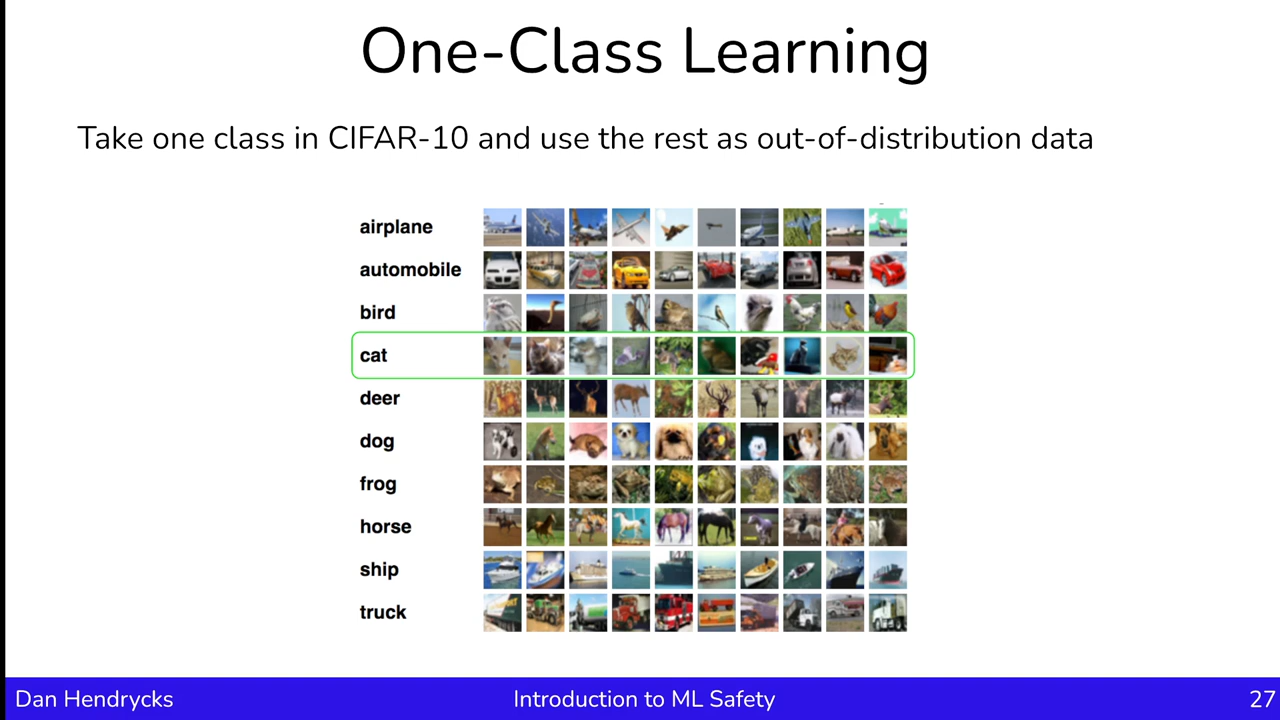 One-Class Learning
Take one class in CIFAR-10 and use the rest as out-of-distribution data
airplane
automobile
bird
cat
deer
dog
frog
horse
ship
truck
Dan Hendrycks
Introduction to ML Safety
27